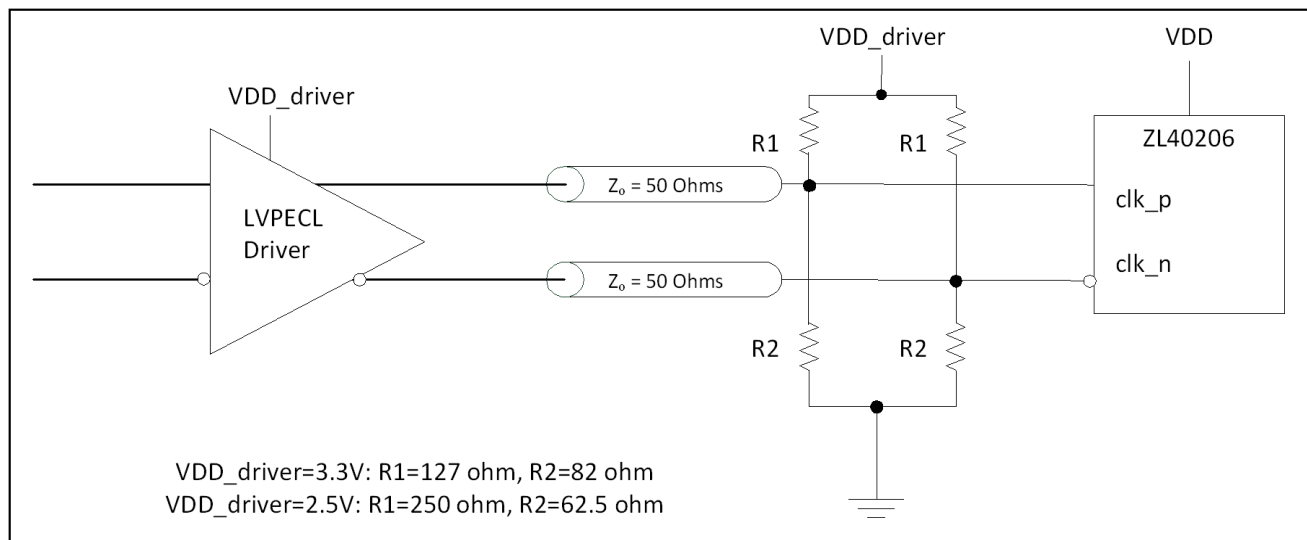 VDD_driver
VDD
VDD_driver
ZL40206
R1
R1
Zₒ = 50 Ohms
clk_p
LVPECL
Driver
clk_n
Zₒ = 50 Ohms
R2
R2
VDD_driver=3.3V: R1=127 ohm, R2=82 ohm
VDD_driver=2.5V: R1=250 ohm, R2=62.5 ohm